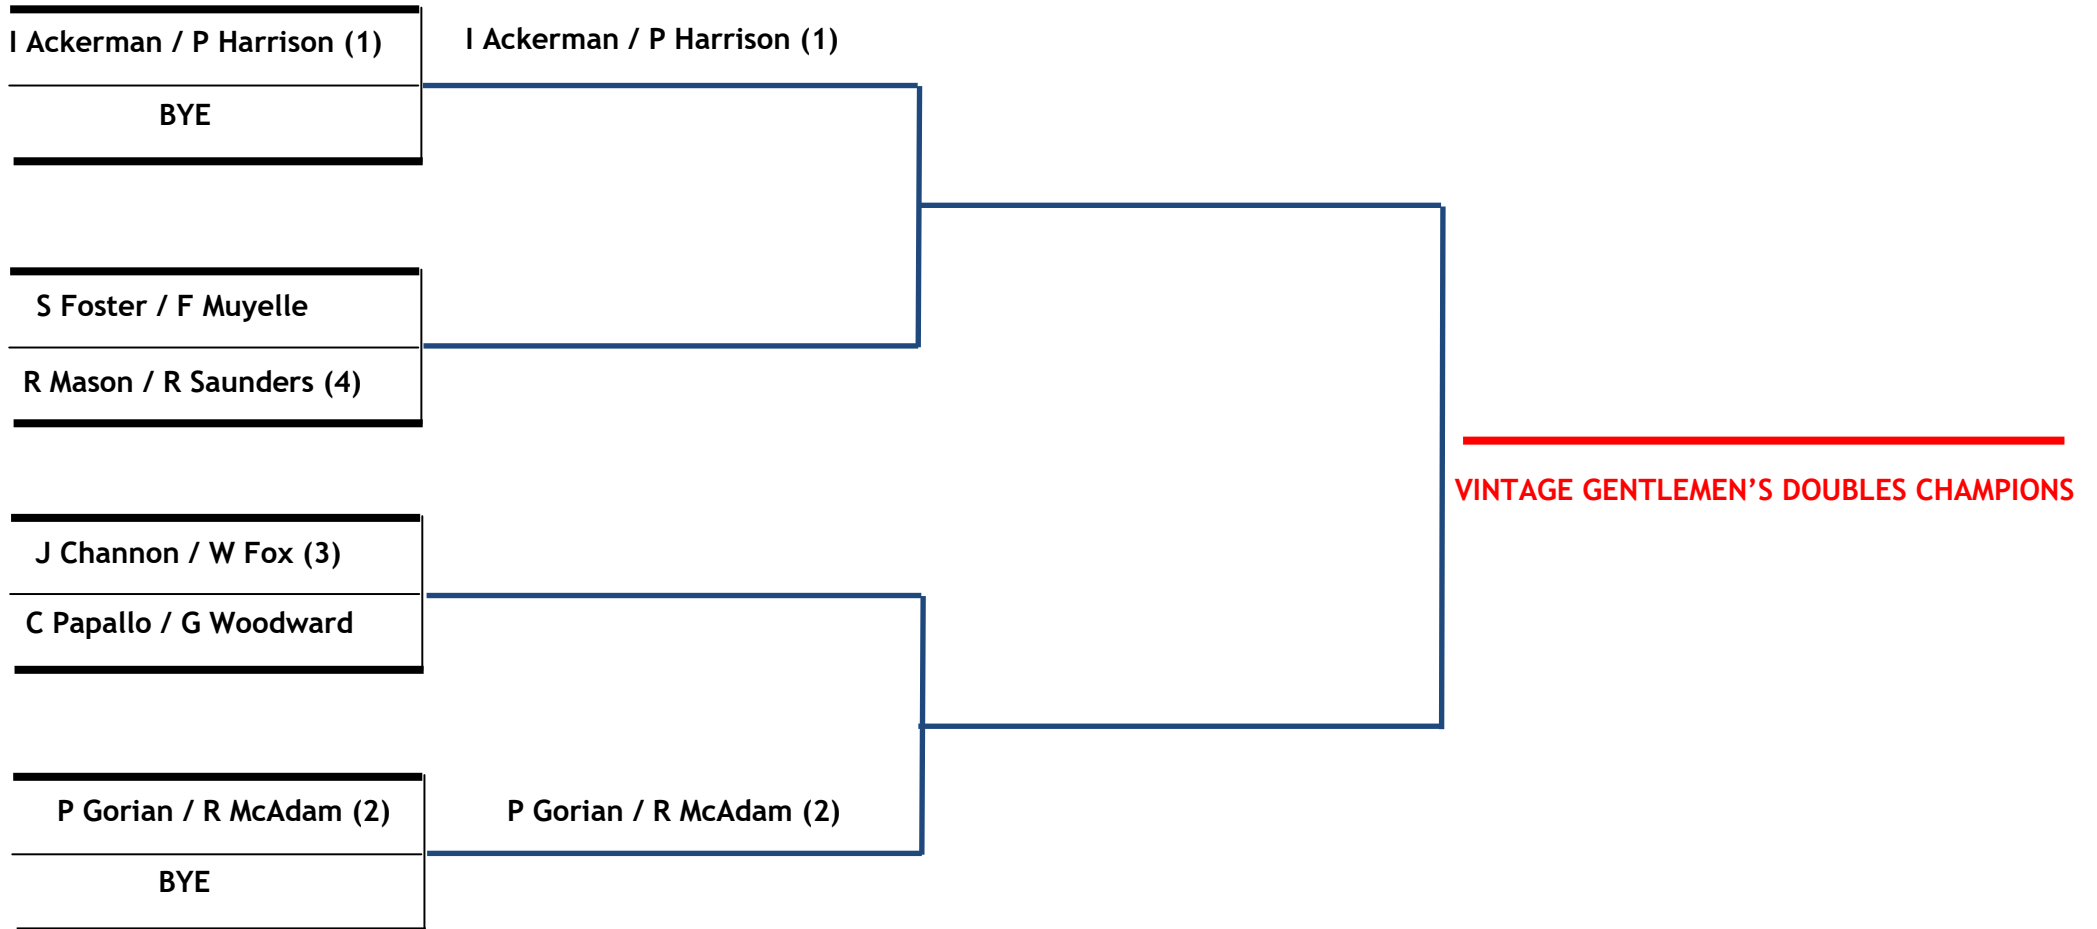 I Ackerman / P Harrison (1)
I Ackerman / P Harrison (1)
BYE
S Foster / F Muyelle
R Mason / R Saunders (4)
VINTAGE GENTLEMEN’S DOUBLES CHAMPIONS
J Channon / W Fox (3)
C Papallo / G Woodward
P Gorian / R McAdam (2)
P Gorian / R McAdam (2)
BYE